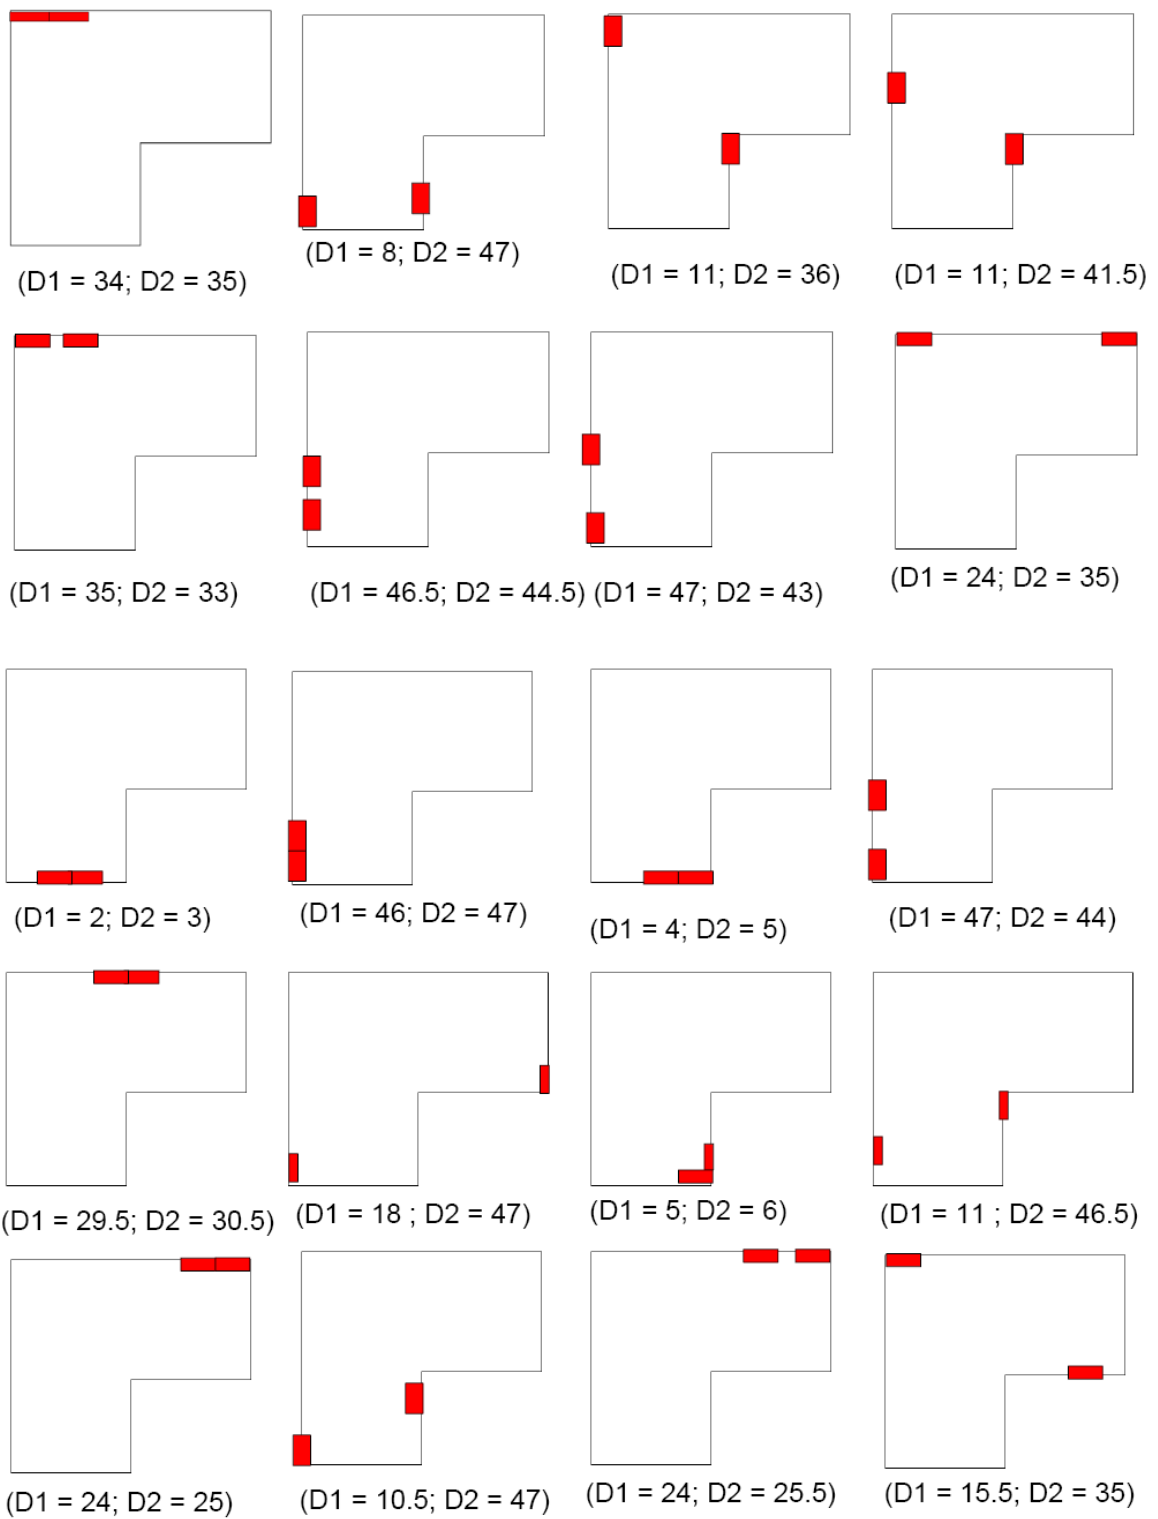 (D1 = 34; D2 = 35)
(D1 = 8; D2 = 47)
(D1 = 11; D2 = 36)
(D1 = 11; D2 = 41.5)
(D1 = 35; D2 = 33)
(D1 = 46.5; D2 = 44.5)
(D1 = 47; D2 = 43)
(D1 = 24; D2 = 35)
(D1 = 2; D2 = 3)
(D1 = 46; D2 = 47)
(D1 = 4; D2 = 5)
(D1 = 47; D2 = 44)
(D1 = 29.5; D2 = 30.5)
(D1 = 18 ; D2 = 47)
(D1 = 5; D2 = 6)
(D1 = 11 ; D2 = 46.5)
(D1 = 24; D2 = 25)
(D1 = 10.5; D2 = 47)
(D1 = 24; D2 = 25.5)
(D1 = 15.5; D2 = 35)